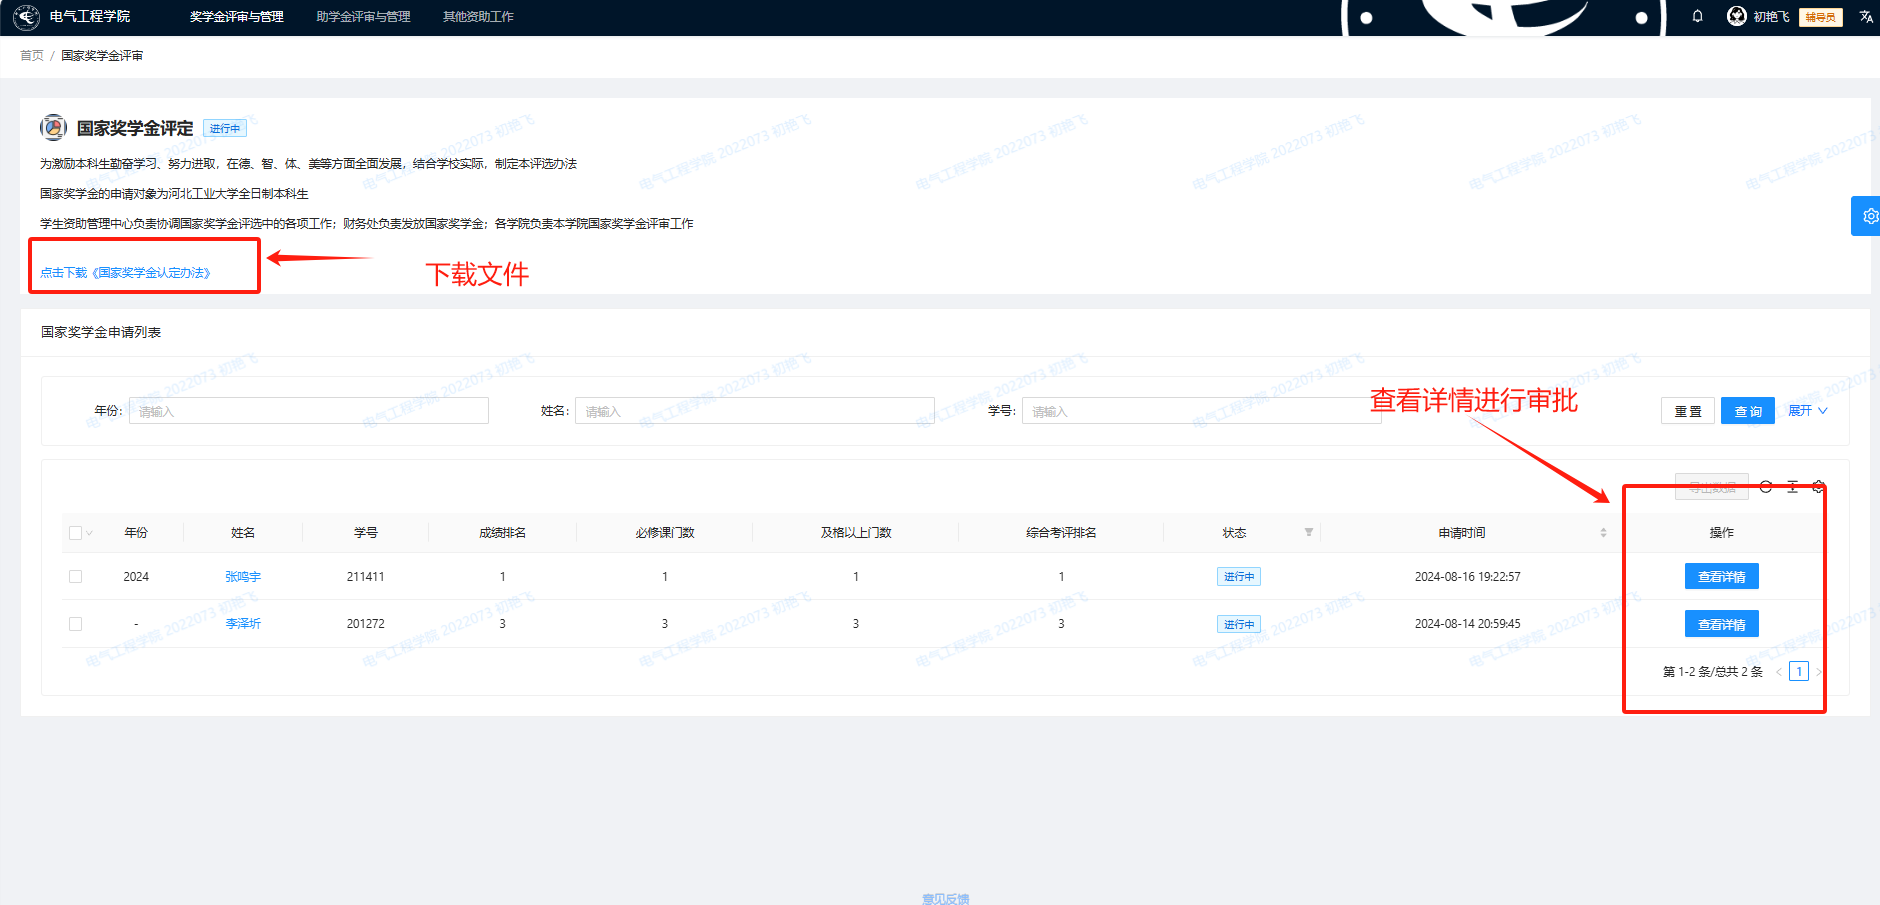 电气工程学院 奖学金评审与管理 助学金评审与管理 其他资助工作 初艳飞 辅导员
首页 / 国家奖学金评审
国家奖学金评定 进行中
为激励本科生勤奋学习、努力进取，在德、智、体、美等方面全面发展，结合学校实际，制定本评选办法
国家奖学金的申请对象为河北工业大学全日制本科生
学生资助管理中心负责协调国家奖学金评选中的各项工作；财务处负责发放国家奖学金；各学院负责本学院国家奖学金评审工作
点击下载《国家奖学金认定办法》
下载文件
国家奖学金申请列表
查看详情进行审批
年份: 请输入 姓名: 请输入 学号: 请输入 重置 查询 展开
导出数据
年份 姓名 学号 成绩排名 必修课门数 及格以上门数 综合考评排名 状态 申请时间 操作
2024 张鸣宇 211411 1 1 1 1 进行中 2024-08-16 19:22:57 查看详情
- 李泽圻 201272 3 3 3 3 进行中 2024-08-14 20:59:45 查看详情
第 1-2 条/总共 2 条 < 1 >
意见反馈
电气工程学院 2022073 初艳飞